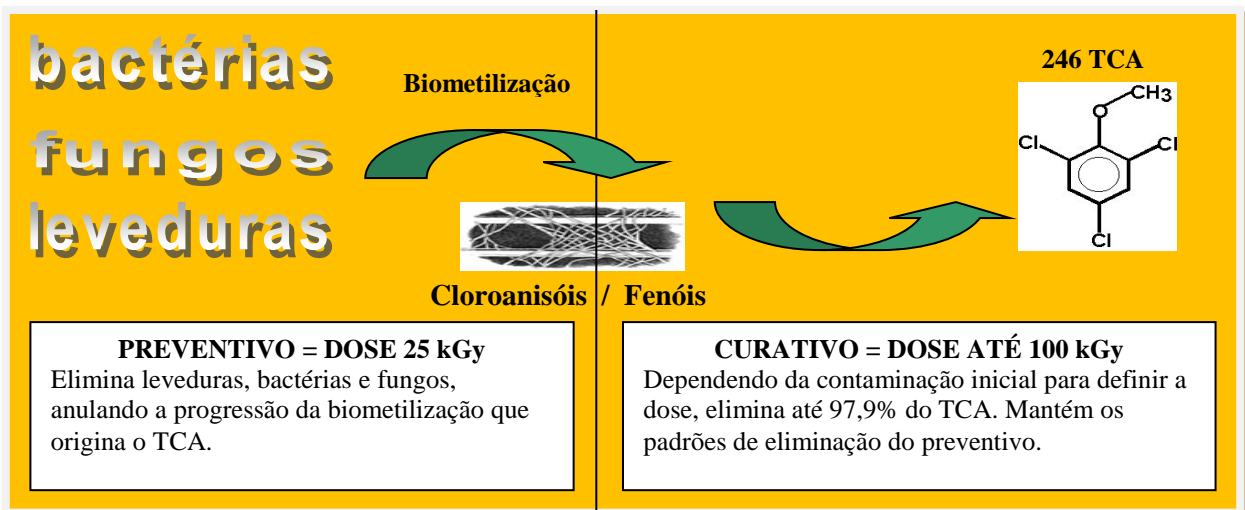 bactérias
fungos
leveduras
Biometilização
Cloroanisóis / Fenóis
246 TCA
CH3
O
Cl
Cl
Cl
PREVENTIVO = DOSE 25 kGy
Elimina leveduras, bactérias e fungos,
anulando a progressão da biometilização que
origina o TCA.
CURATIVO = DOSE ATÉ 100 kGy
Dependendo da contaminação inicial para definir a
dose, elimina até 97,9% do TCA. Mantém os
padrões de eliminação do preventivo.